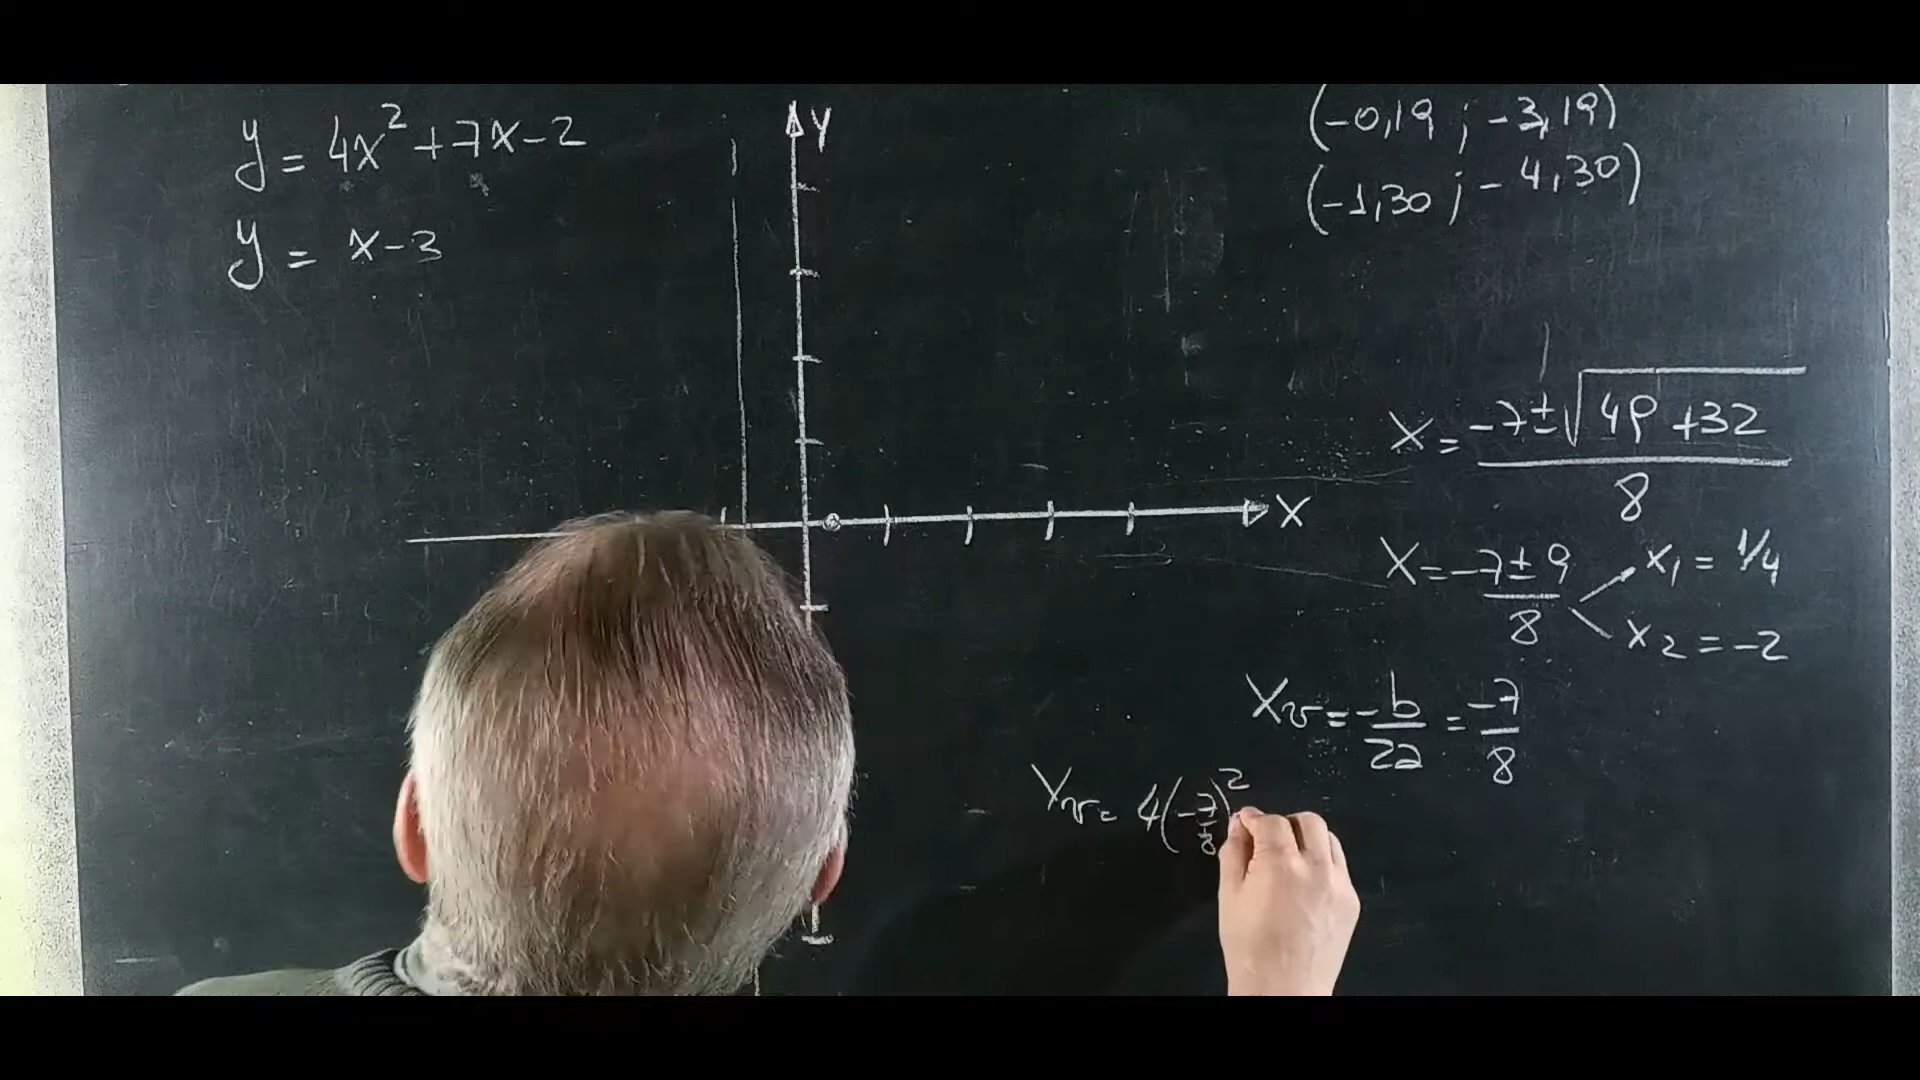 y = 4x² + 7x - 2
y = x - 3
Y
X
(-0,19 ; -3,19)
(-1,30 ; -4,30)
X = (-7 ± √(49 + 32)) / 8
X = (-7 ± 9) / 8
x₁ = 1/4
x₂ = -2
Xv = -b/2a = -7/8
Yv = 4(-7/8)²